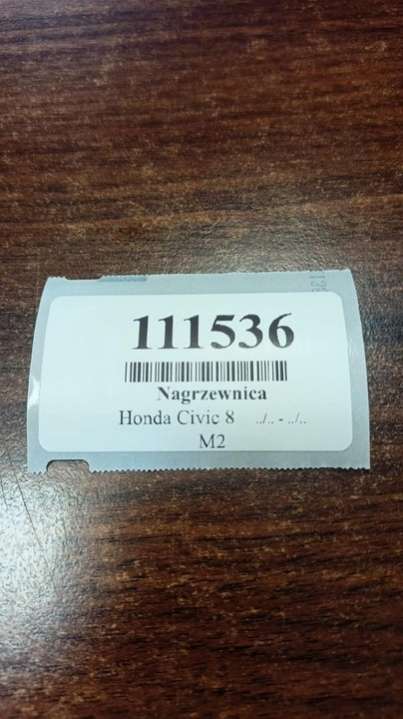 111536
Nagrzewnica
Honda Civic 8 ../.. - ../..
M2